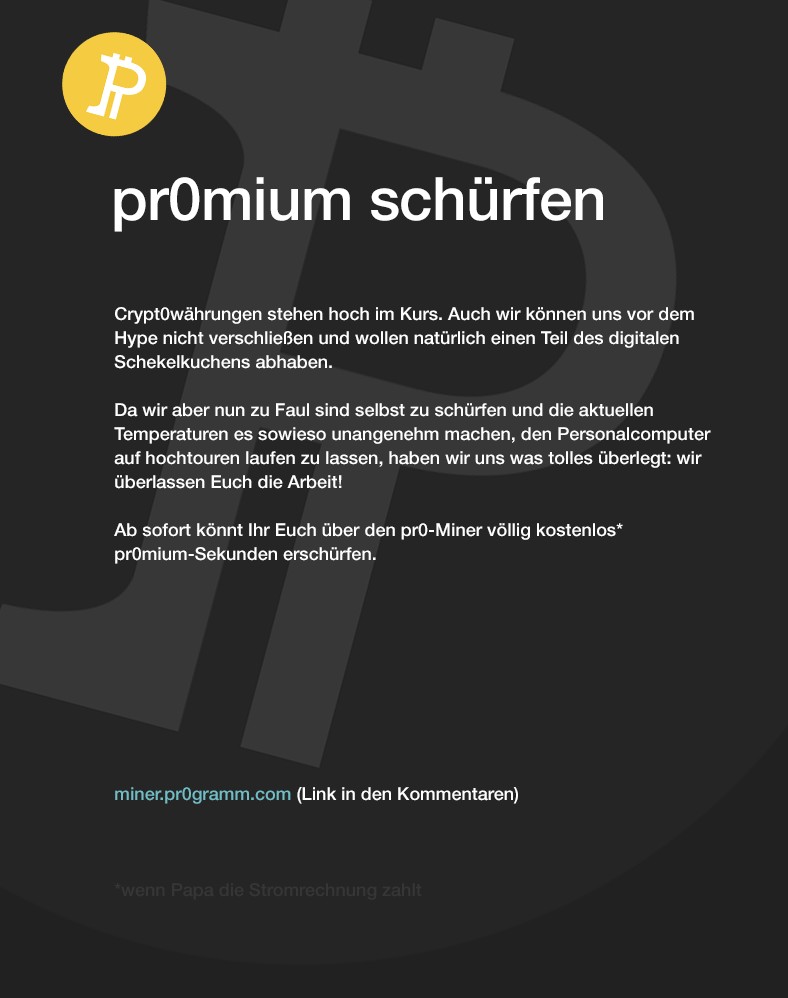 pr0mium schürfen
Crypt0währungen stehen hoch im Kurs. Auch wir können uns vor dem
Hype nicht verschließen und wollen natürlich einen Teil des digitalen
Schekelkuchens abhaben.
Da wir aber nun zu Faul sind selbst zu schürfen und die aktuellen
Temperaturen es sowieso unangenehm machen, den Personalcomputer
auf hochtouren laufen zu lassen, haben wir uns was tolles überlegt: wir
überlassen Euch die Arbeit!
Ab sofort könnt Ihr Euch über den pr0-Miner völlig kostenlos*
pr0mium-Sekunden erschürfen.
miner.pr0gramm.com (Link in den Kommentaren)
*wenn Papa die Stromrechnung zahlt